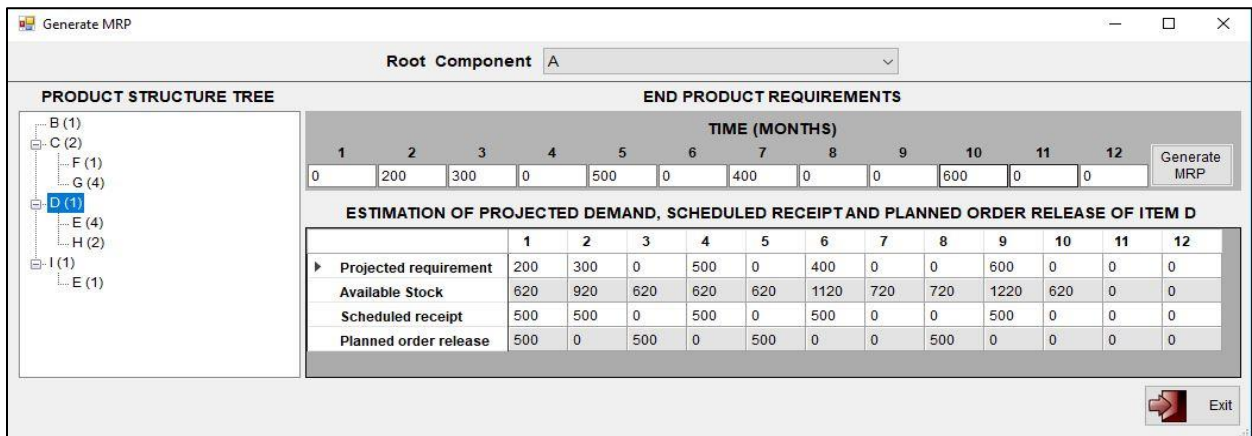 Generate MRP
Root Component A
PRODUCT STRUCTURE TREE
B (1)
C (2)
F (1)
G (4)
D (1)
E (4)
H (2)
I (1)
E (1)
END PRODUCT REQUIREMENTS
TIME (MONTHS)
1 2 3 4 5 6 7 8 9 10 11 12
0 200 300 0 500 0 400 0 0 600 0 0
Generate
MRP
ESTIMATION OF PROJECTED DEMAND, SCHEDULED RECEIPT AND PLANNED ORDER RELEASE OF ITEM D
1 2 3 4 5 6 7 8 9 10 11 12
Projected requirement 200 300 0 500 0 400 0 0 600 0 0 0
Available Stock 620 920 620 620 620 1120 720 720 1220 620 0 0
Scheduled receipt 500 500 0 500 0 500 0 0 500 0 0 0
Planned order release 500 0 500 0 500 0 0 500 0 0 0 0
Exit